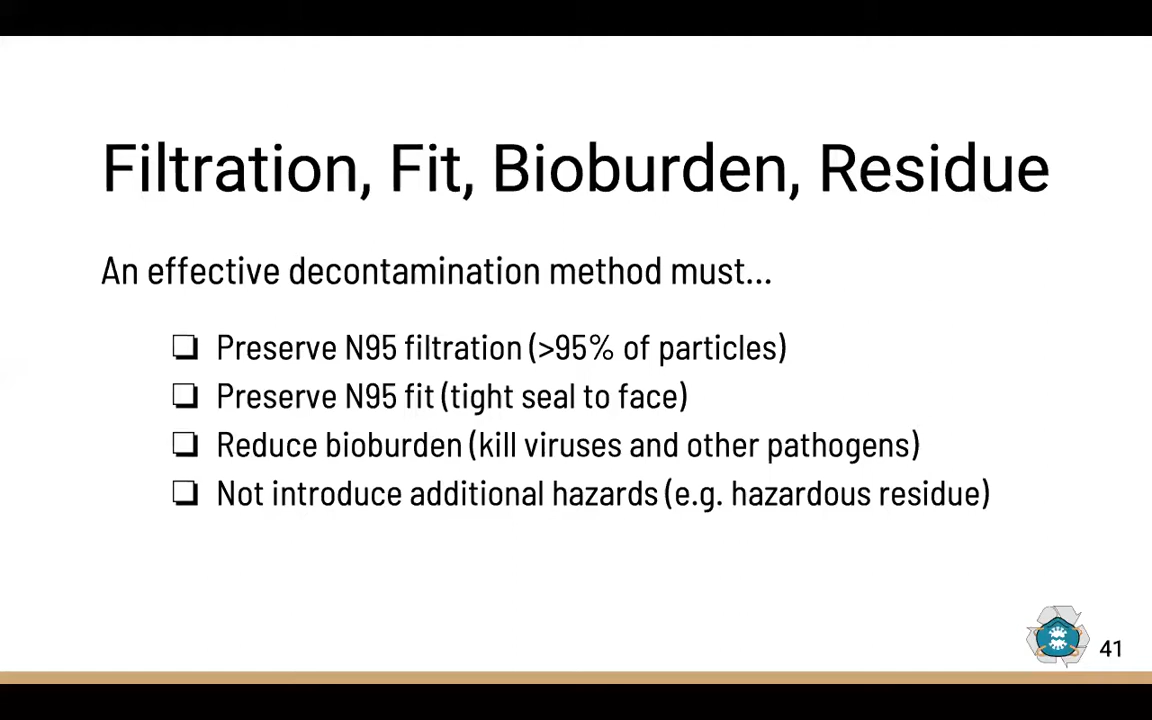 Filtration, Fit, Bioburden, Residue
An effective decontamination method must...
❏ Preserve N95 filtration (>95% of particles)
❏ Preserve N95 fit (tight seal to face)
❏ Reduce bioburden (kill viruses and other pathogens)
❏ Not introduce additional hazards (e.g. hazardous residue)
41